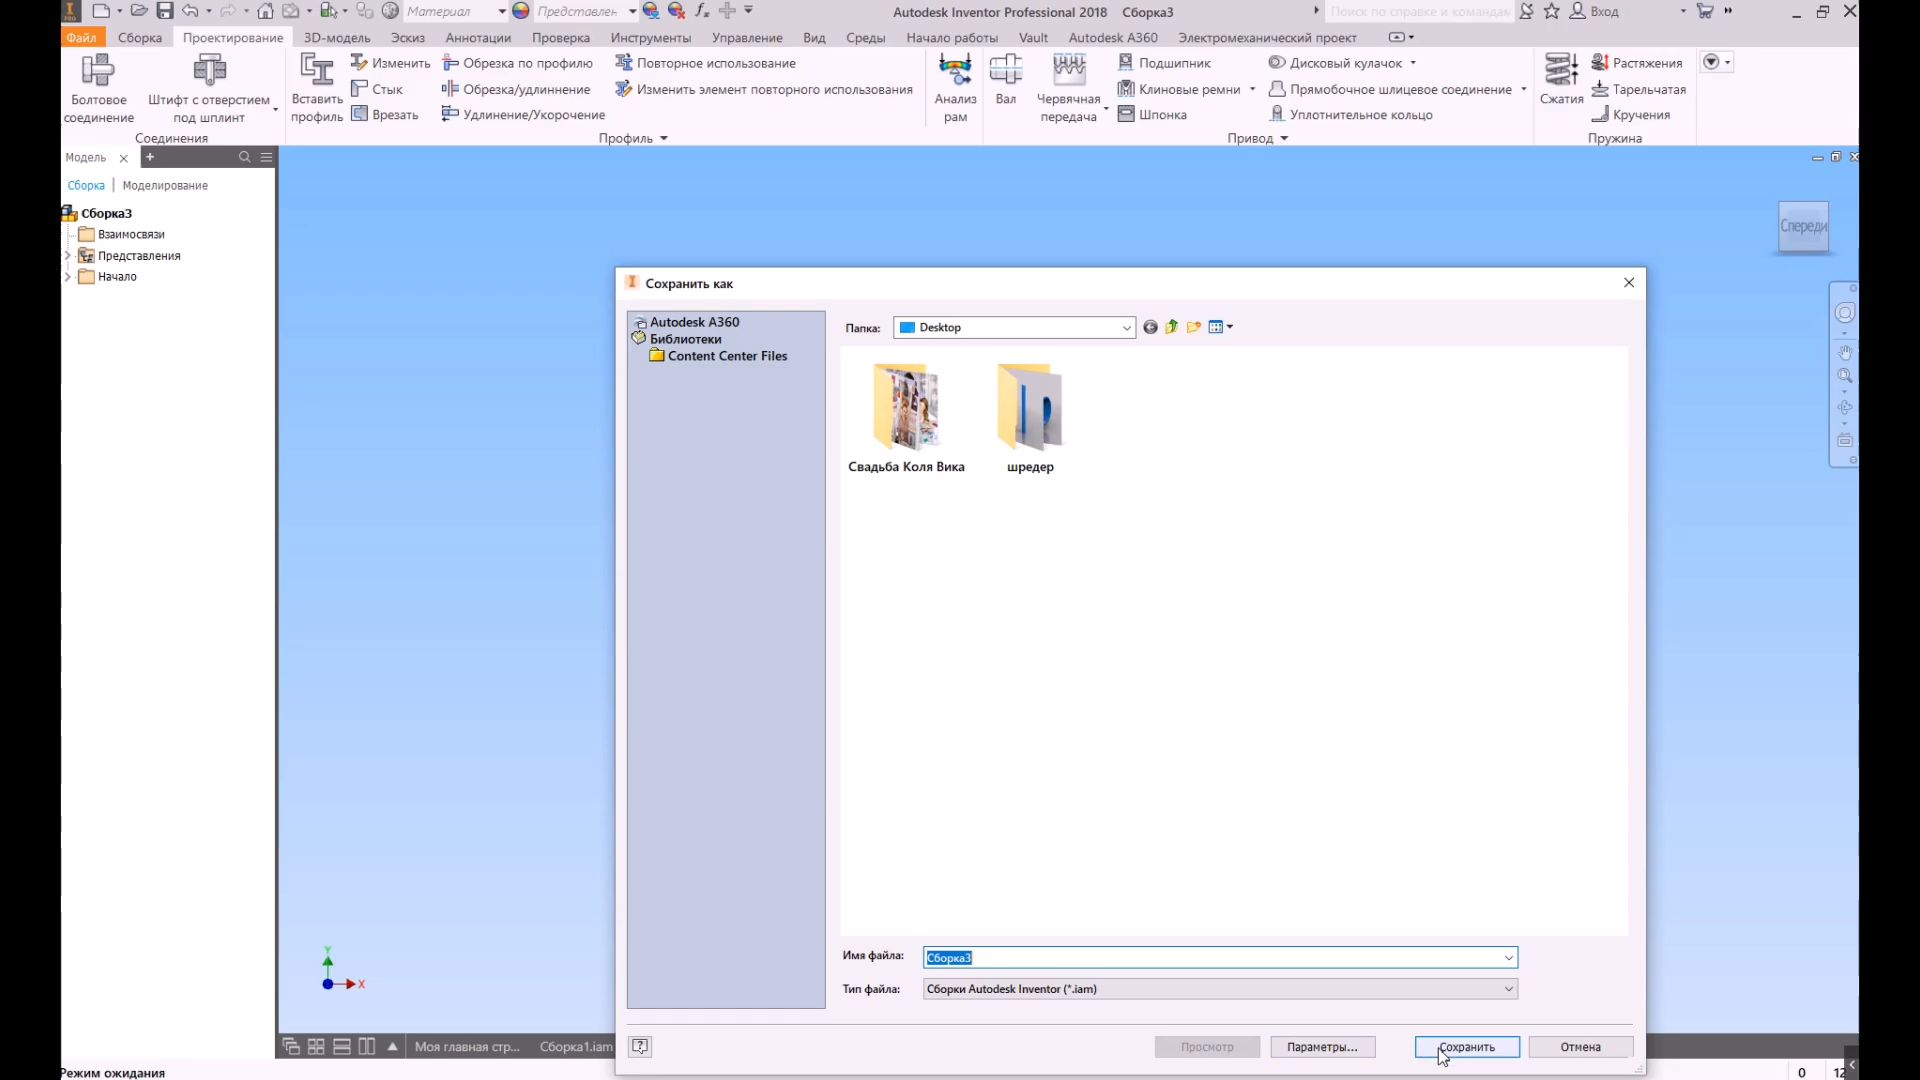 Материал
Представлен
Autodesk Inventor Professional 2018 Сборка3
Поиск по справке и командам
Вход
Файл Сборка Проектирование 3D-модель Эскиз Аннотации Проверка Инструменты Управление Вид Среды Начало работы Vault Autodesk A360 Электромеханический проект
Болтовое соединение
Штифт с отверстием под шплинт
Соединения
Вставить профиль
Изменить
Стык
Врезать
Обрезка по профилю
Обрезка/удлиннение
Удлинение/Укорочение
Повторное использование
Изменить элемент повторного использования
Профиль
Анализ рам
Вал
Червячная передача
Подшипник
Клиновые ремни
Шпонка
Дисковый кулачок
Прямобочное шлицевое соединение
Уплотнительное кольцо
Привод
Сжатия
Растяжения
Тарельчатая
Кручения
Пружина
Модель
Сборка | Моделирование
Сборка3
Взаимосвязи
Представления
Начало
Спереди
Сохранить как
Autodesk A360
Библиотеки
Content Center Files
Папка: Desktop
Свадьба Коля Вика
шредер
Имя файла: Сборка3
Тип файла: Сборки Autodesk Inventor (*.iam)
Просмотр Параметры... Сохранить Отмена
Y
X
Моя главная стр... Сборка1.iam
Режим ожидания
0 12